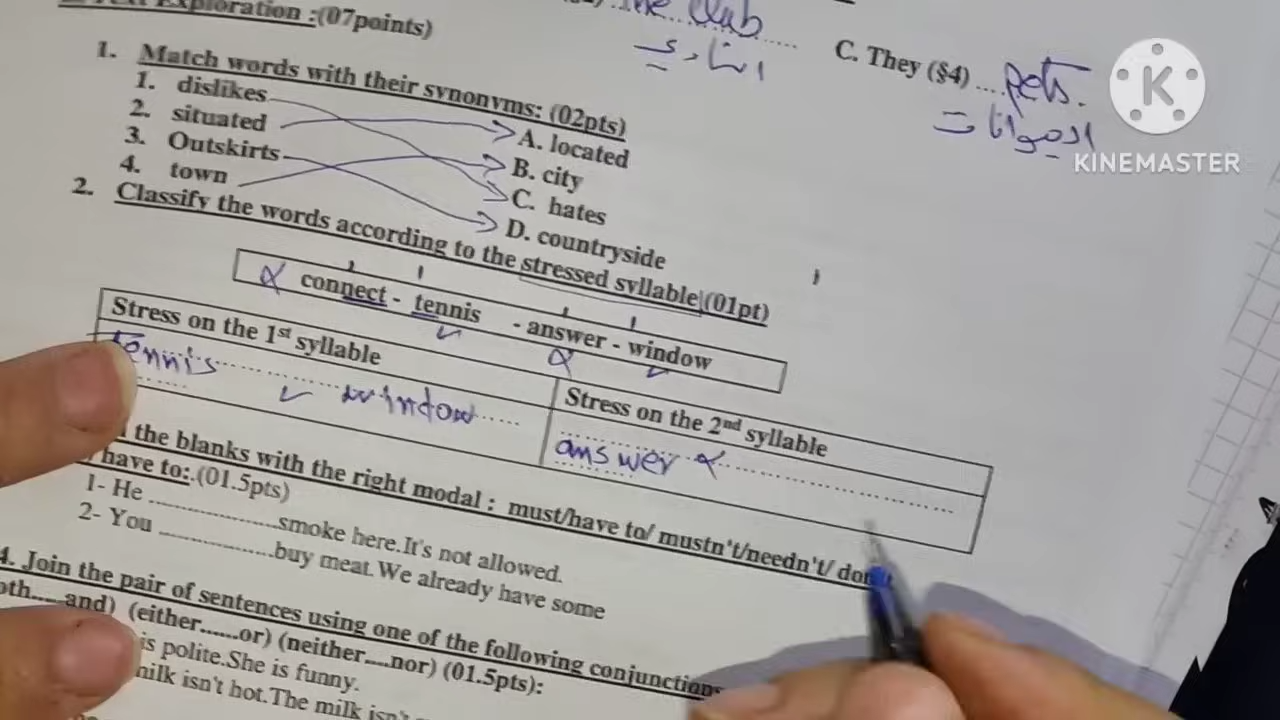 Exploration :(07points)
The Club
النادي
C. They (§4) .... pets.
الحيوانات
KINEMASTER
1. Match words with their synonyms: (02pts)
1. dislikes
2. situated
3. Outskirts
4. town
A. located
B. city
C. hates
D. countryside
2. Classify the words according to the stressed syllable (01pt)
connect - tennis - answer - window
Stress on the 1st syllable
Stress on the 2nd syllable
tennis window
answer
the blanks with the right modal : must/have to/ mustn't/needn't/
have to:.(01.5pts)
1- He ....................smoke here.It's not allowed.
2- You ..................buy meat.We already have some
4. Join the pair of sentences using one of the following conjunctions
.....and) (either.......or) (neither.....nor) (01.5pts):
is polite.She is funny.
milk isn't hot.The milk